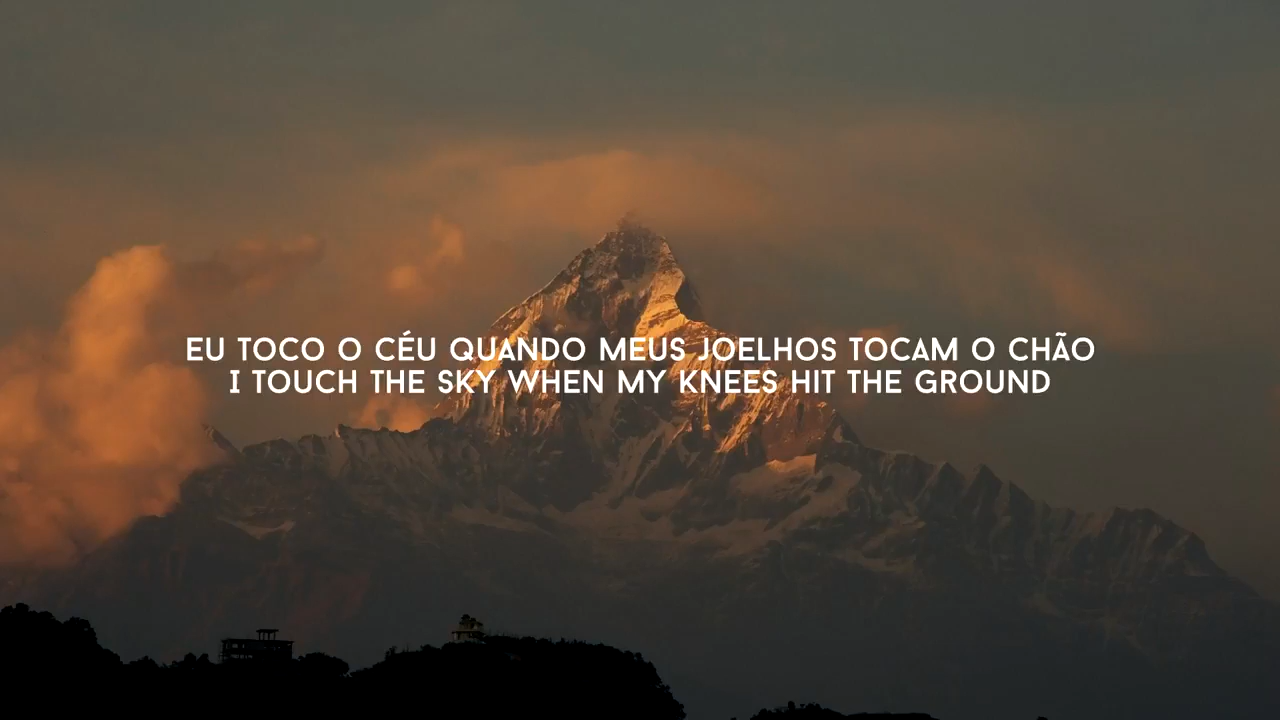 EU TOCO O CÉU QUANDO MEUS JOELHOS TOCAM O CHÃO
I TOUCH THE SKY WHEN MY KNEES HIT THE GROUND